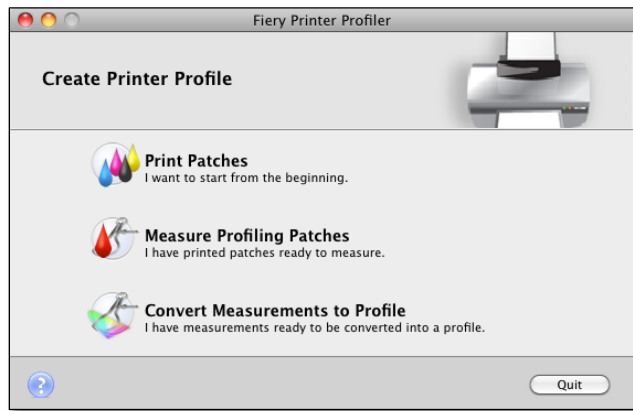 Fiery Printer Profiler
Create Printer Profile
Print Patches
I want to start from the beginning.
Measure Profiling Patches
I have printed patches ready to measure.
Convert Measurements to Profile
I have measurements ready to be converted into a profile.
?
Quit